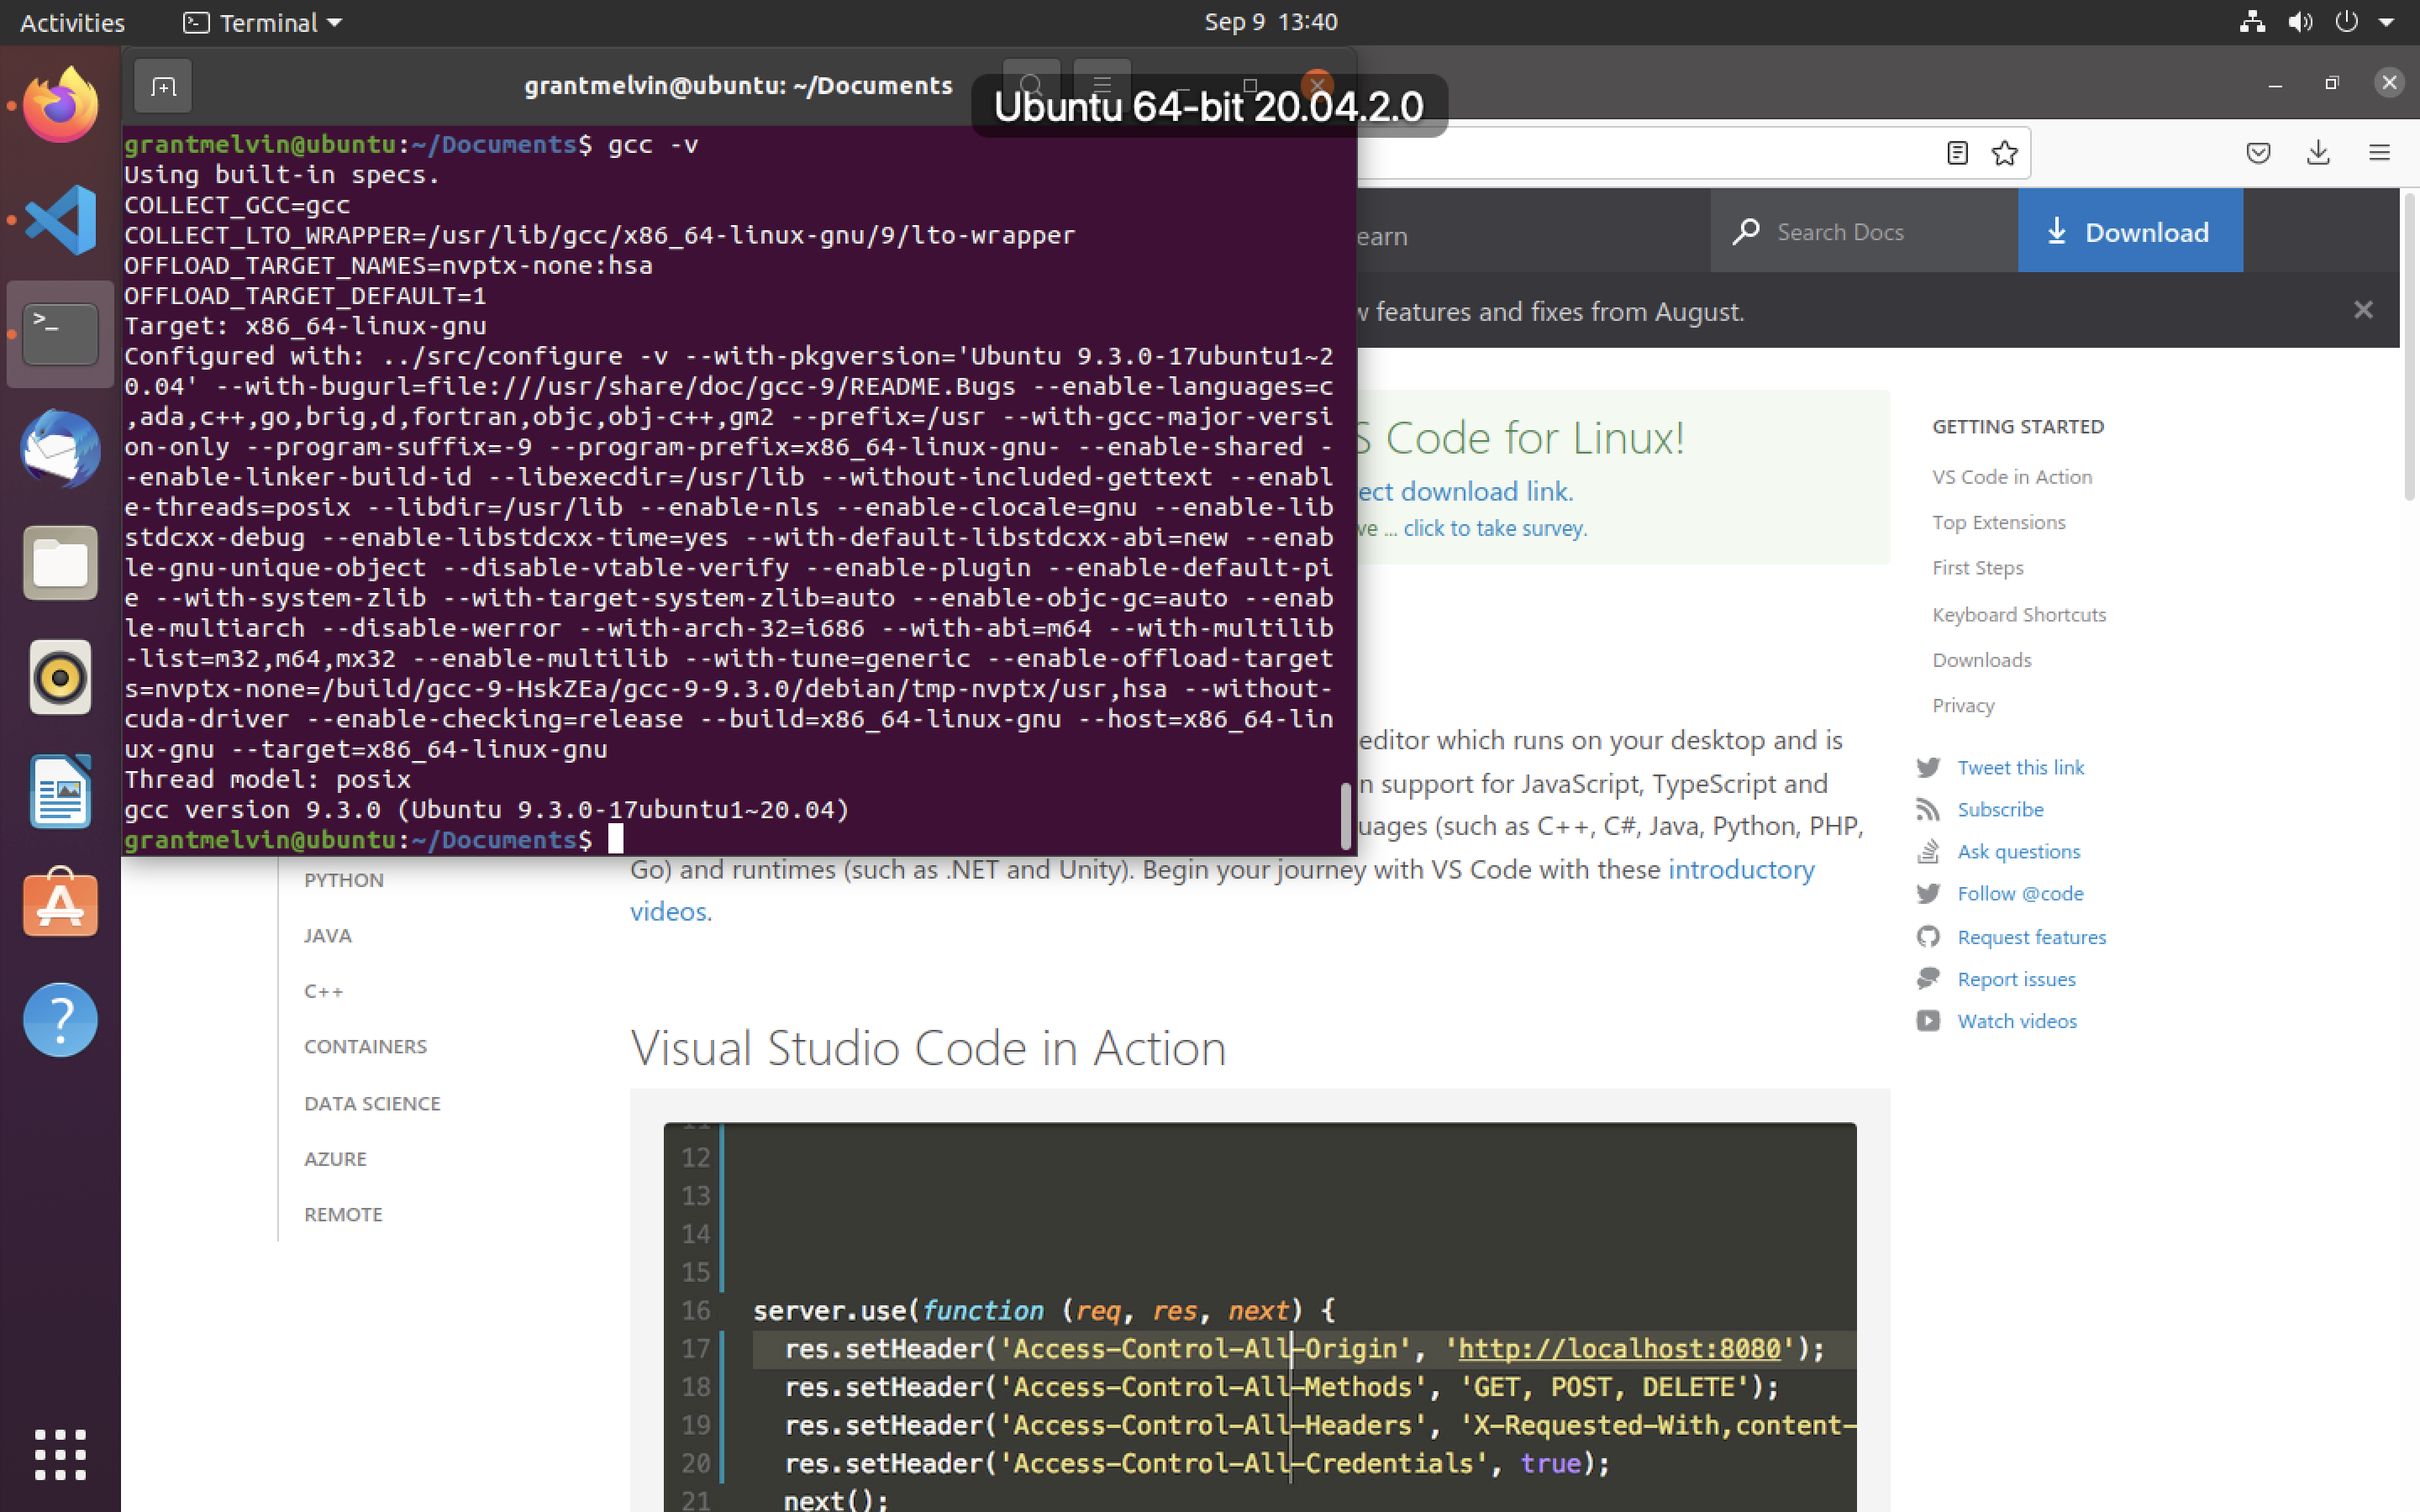 Activities
Terminal
Sep 9 13:40
grantmelvin@ubuntu: ~/Documents
Ubuntu 64-bit 20.04.2.0
grantmelvin@ubuntu:~/Documents$ gcc -v
Using built-in specs.
COLLECT_GCC=gcc
COLLECT_LTO_WRAPPER=/usr/lib/gcc/x86_64-linux-gnu/9/lto-wrapper
OFFLOAD_TARGET_NAMES=nvptx-none:hsa
OFFLOAD_TARGET_DEFAULT=1
Target: x86_64-linux-gnu
Configured with: ../src/configure -v --with-pkgversion='Ubuntu 9.3.0-17ubuntu1~2
0.04' --with-bugurl=file:///usr/share/doc/gcc-9/README.Bugs --enable-languages=c
,ada,c++,go,brig,d,fortran,objc,obj-c++,gm2 --prefix=/usr --with-gcc-major-versi
on-only --program-suffix=-9 --program-prefix=x86_64-linux-gnu- --enable-shared -
-enable-linker-build-id --libexecdir=/usr/lib --without-included-gettext --enabl
e-threads=posix --libdir=/usr/lib --enable-nls --enable-clocale=gnu --enable-lib
stdcxx-debug --enable-libstdcxx-time=yes --with-default-libstdcxx-abi=new --enab
le-gnu-unique-object --disable-vtable-verify --enable-plugin --enable-default-pi
e --with-system-zlib --with-target-system-zlib=auto --enable-objc-gc=auto --enab
le-multiarch --disable-werror --with-arch-32=i686 --with-abi=m64 --with-multilib
-list=m32,m64,mx32 --enable-multilib --with-tune=generic --enable-offload-target
s=nvptx-none=/build/gcc-9-HskZEa/gcc-9-9.3.0/debian/tmp-nvptx/usr,hsa --without-
cuda-driver --enable-checking=release --build=x86_64-linux-gnu --host=x86_64-lin
ux-gnu --target=x86_64-linux-gnu
Thread model: posix
gcc version 9.3.0 (Ubuntu 9.3.0-17ubuntu1~20.04)
grantmelvin@ubuntu:~/Documents$
earn
Search Docs
Download
features and fixes from August.
S Code for Linux!
ect download link.
ve ... click to take survey.
editor which runs on your desktop and is
n support for JavaScript, TypeScript and
uages (such as C++, C#, Java, Python, PHP,
Go) and runtimes (such as .NET and Unity). Begin your journey with VS Code with these introductory
videos.
PYTHON
JAVA
C++
CONTAINERS
DATA SCIENCE
AZURE
REMOTE
Visual Studio Code in Action
12
13
14
15
16 server.use(function (req, res, next) {
17 res.setHeader('Access-Control-All-Origin', 'http://localhost:8080');
18 res.setHeader('Access-Control-All-Methods', 'GET, POST, DELETE');
19 res.setHeader('Access-Control-All-Headers', 'X-Requested-With,content-
20 res.setHeader('Access-Control-All-Credentials', true);
21 next();
GETTING STARTED
VS Code in Action
Top Extensions
First Steps
Keyboard Shortcuts
Downloads
Privacy
Tweet this link
Subscribe
Ask questions
Follow @code
Request features
Report issues
Watch videos